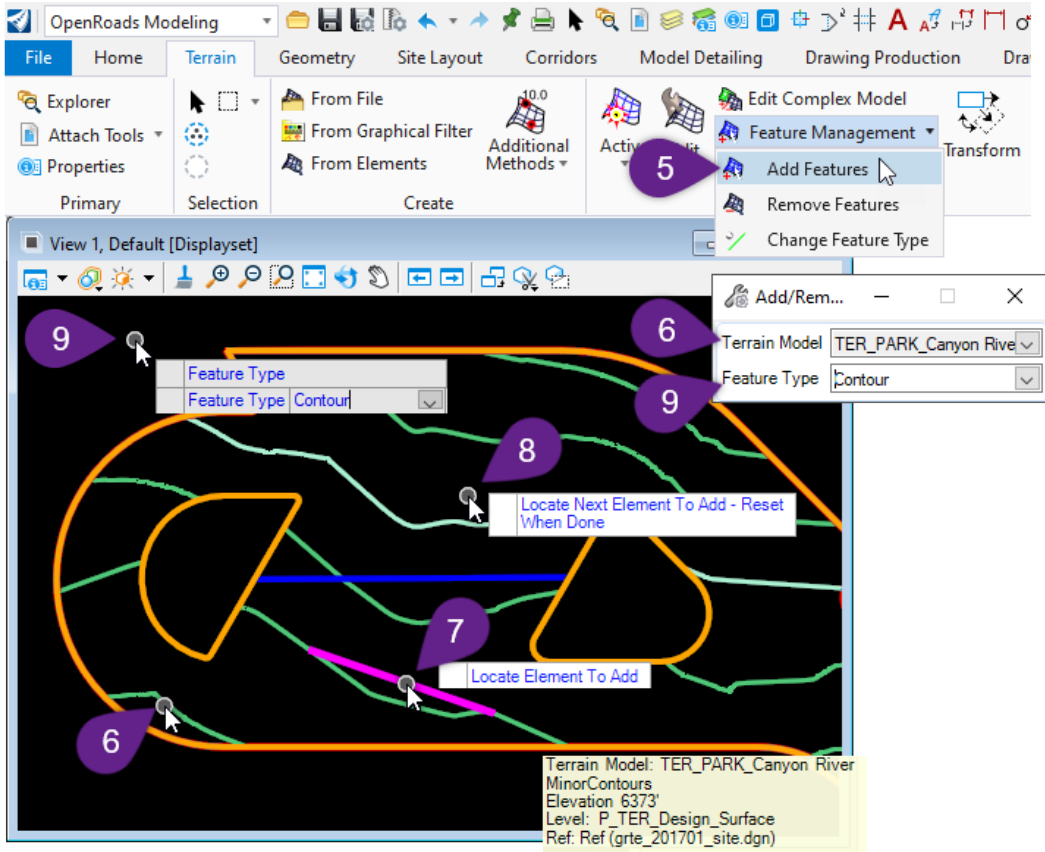 OpenRoads Modeling
A
File Home Terrain Geometry Site Layout Corridors Model Detailing Drawing Production
Explorer
Attach Tools
Properties
Primary
Selection
From File
From Graphical Filter
From Elements
Create
10.0
Additional
Methods
Edit Complex Model
Feature Management
Transform
5
Add Features
Remove Features
Change Feature Type
View 1, Default [Displayset]
Add/Rem...
6
Terrain Model TER_PARK_Canyon Rive
Feature Type Contour
9
9
Feature Type
Feature Type Contour
8
Locate Next Element To Add - Reset
When Done
7
Locate Element To Add
6
Terrain Model: TER_PARK_Canyon River
MinorContours
Elevation 6373'
Level: P_TER_Design_Surface
Ref: Ref (grte_201701_site.dgn)